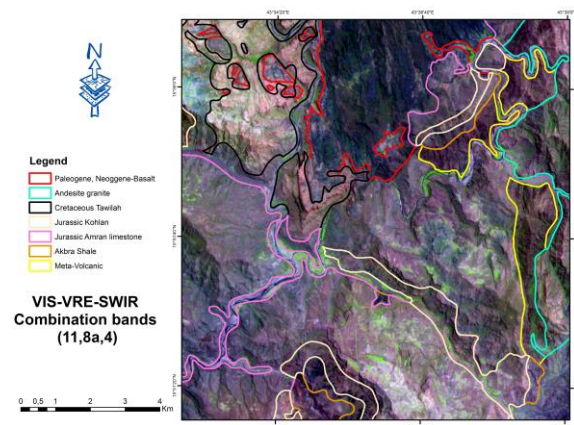 N
Legend
Paleogene, Neoggene-Basalt
Andesite granite
Cretaceous Tawilah
Jurassic Kohlan
Jurassic Amran limestone
Akbra Shale
Meta-Volcanic
VIS-VRE-SWIR
Combination bands
(11,8a,4)
0 0,5 1 2 3 4
Km